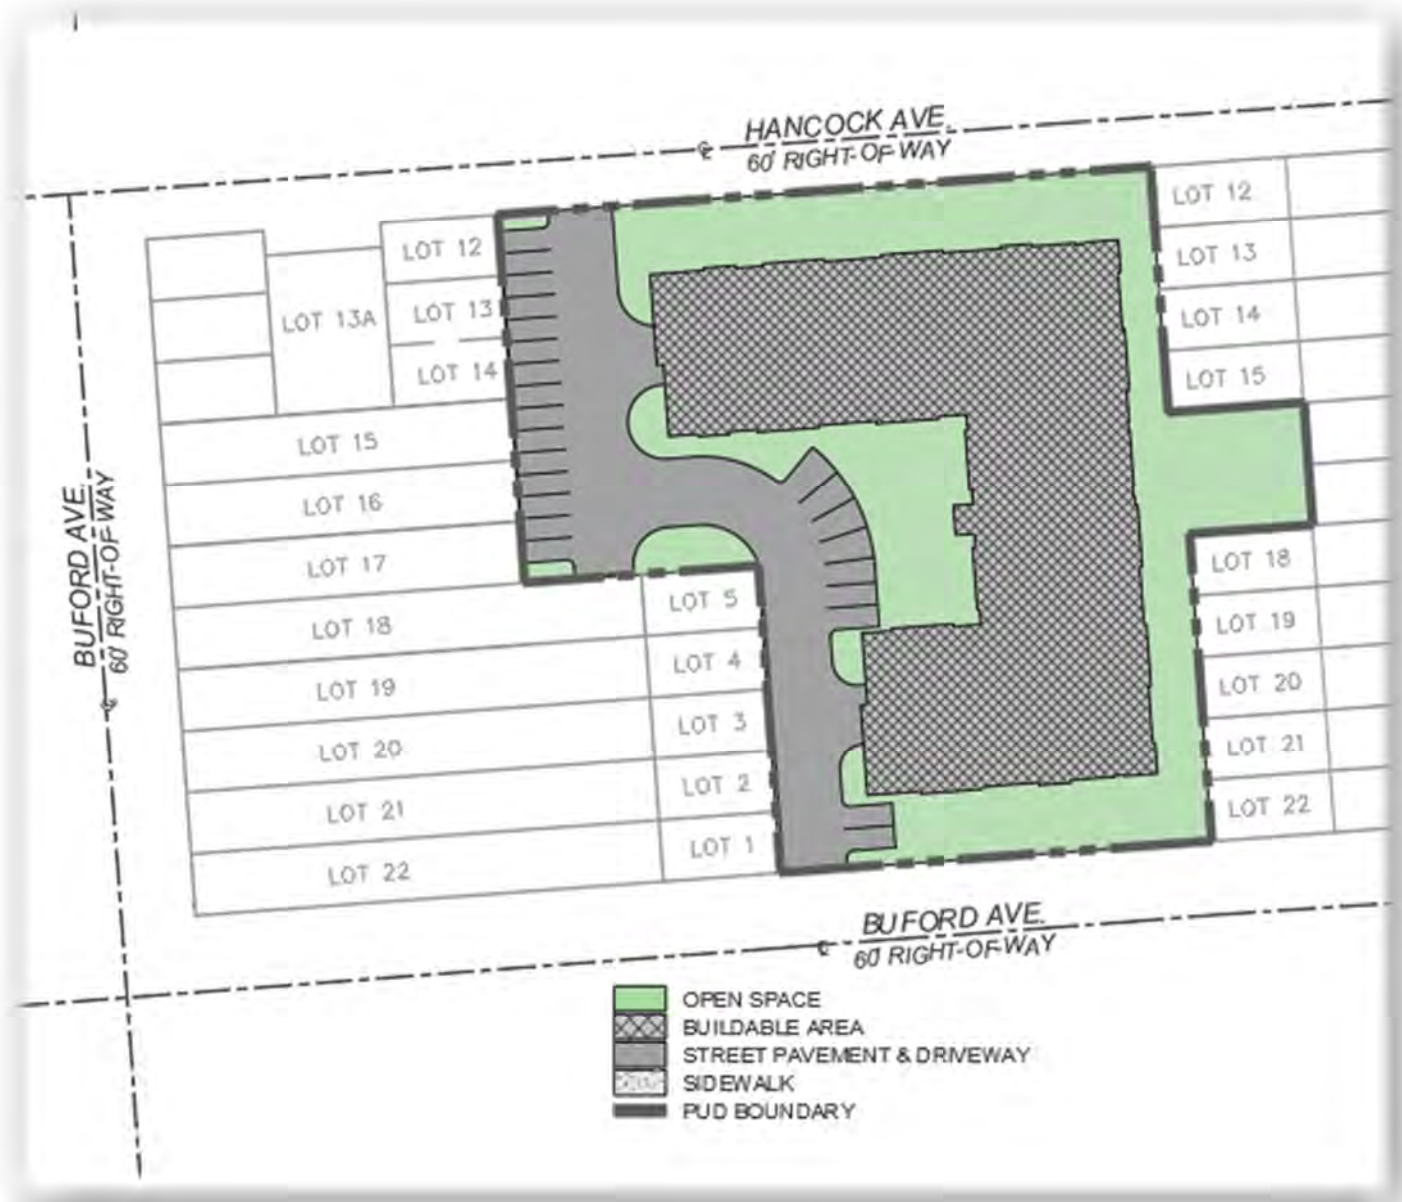 HANCOCK AVE.
60' RIGHT-OF-WAY
LOT 12
LOT 13
LOT 14
LOT 13A
LOT 15
LOT 16
LOT 17
LOT 18
LOT 19
LOT 20
LOT 21
LOT 22
LOT 5
LOT 4
LOT 3
LOT 2
LOT 1
LOT 12
LOT 13
LOT 14
LOT 15
LOT 18
LOT 19
LOT 20
LOT 21
LOT 22
BUFORD AVE.
60' RIGHT-OF-WAY
BUFORD AVE.
60' RIGHT-OF-WAY
OPEN SPACE
BUILDABLE AREA
STREET PAVEMENT & DRIVEWAY
SIDEWALK
PUD BOUNDARY